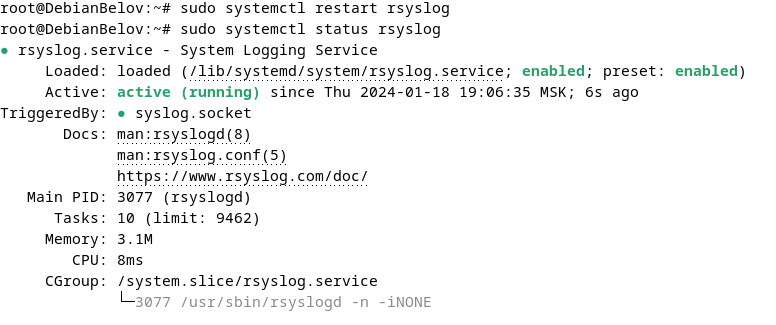 root@DebianBelov:~# sudo systemctl restart rsyslog
root@DebianBelov:~# sudo systemctl status rsyslog
● rsyslog.service - System Logging Service
     Loaded: loaded (/lib/systemd/system/rsyslog.service; enabled; preset: enabled)
     Active: active (running) since Thu 2024-01-18 19:06:35 MSK; 6s ago
TriggeredBy: ● syslog.socket
       Docs: man:rsyslogd(8)
             man:rsyslog.conf(5)
             https://www.rsyslog.com/doc/
   Main PID: 3077 (rsyslogd)
      Tasks: 10 (limit: 9462)
     Memory: 3.1M
        CPU: 8ms
     CGroup: /system.slice/rsyslog.service
             └─3077 /usr/sbin/rsyslogd -n -iNONE